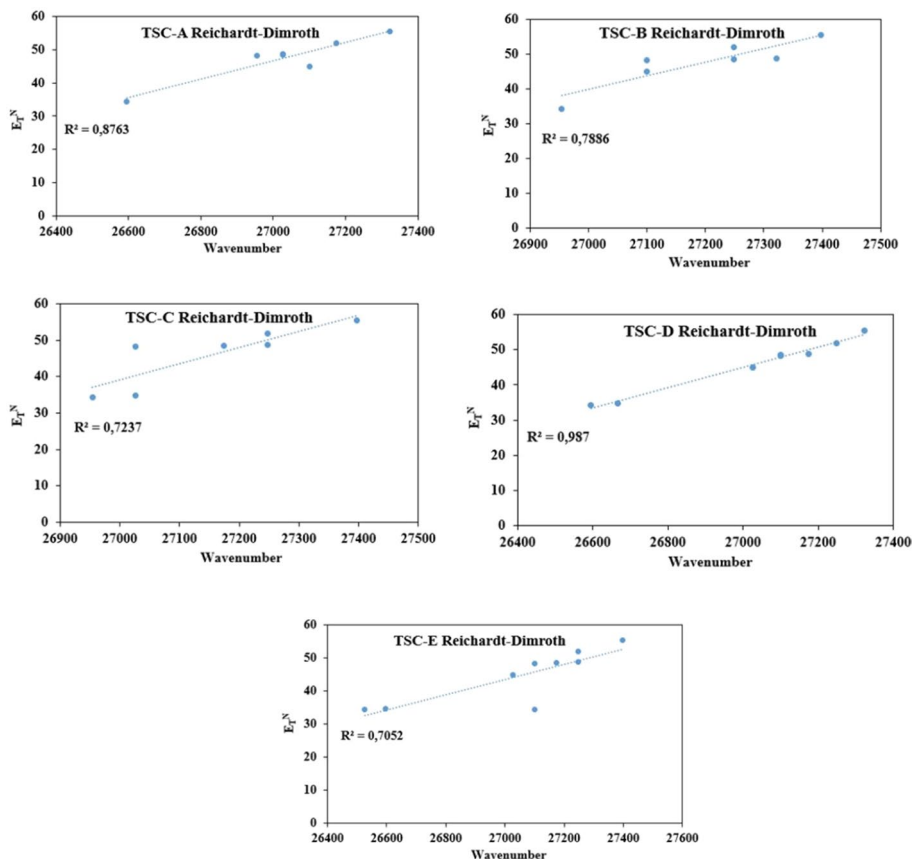 TSC-A Reichardt-Dimroth
60
50
40
30
20
10
0
E_T^N
R² = 0,8763
26400 26600 26800 27000 27200 27400
Wavenumber
TSC-B Reichardt-Dimroth
60
50
40
30
20
10
0
E_T^N
R² = 0,7886
26900 27000 27100 27200 27300 27400 27500
Wavenumber
TSC-C Reichardt-Dimroth
60
50
40
30
20
10
0
E_T^N
R² = 0,7237
26900 27000 27100 27200 27300 27400 27500
Wavenumber
TSC-D Reichardt-Dimroth
60
50
40
30
20
10
0
E_T^N
R² = 0,987
26400 26600 26800 27000 27200 27400
Wavenumber
TSC-E Reichardt-Dimroth
60
50
40
30
20
10
0
E_T^N
R² = 0,7052
26400 26600 26800 27000 27200 27400 27600
Wavenumber